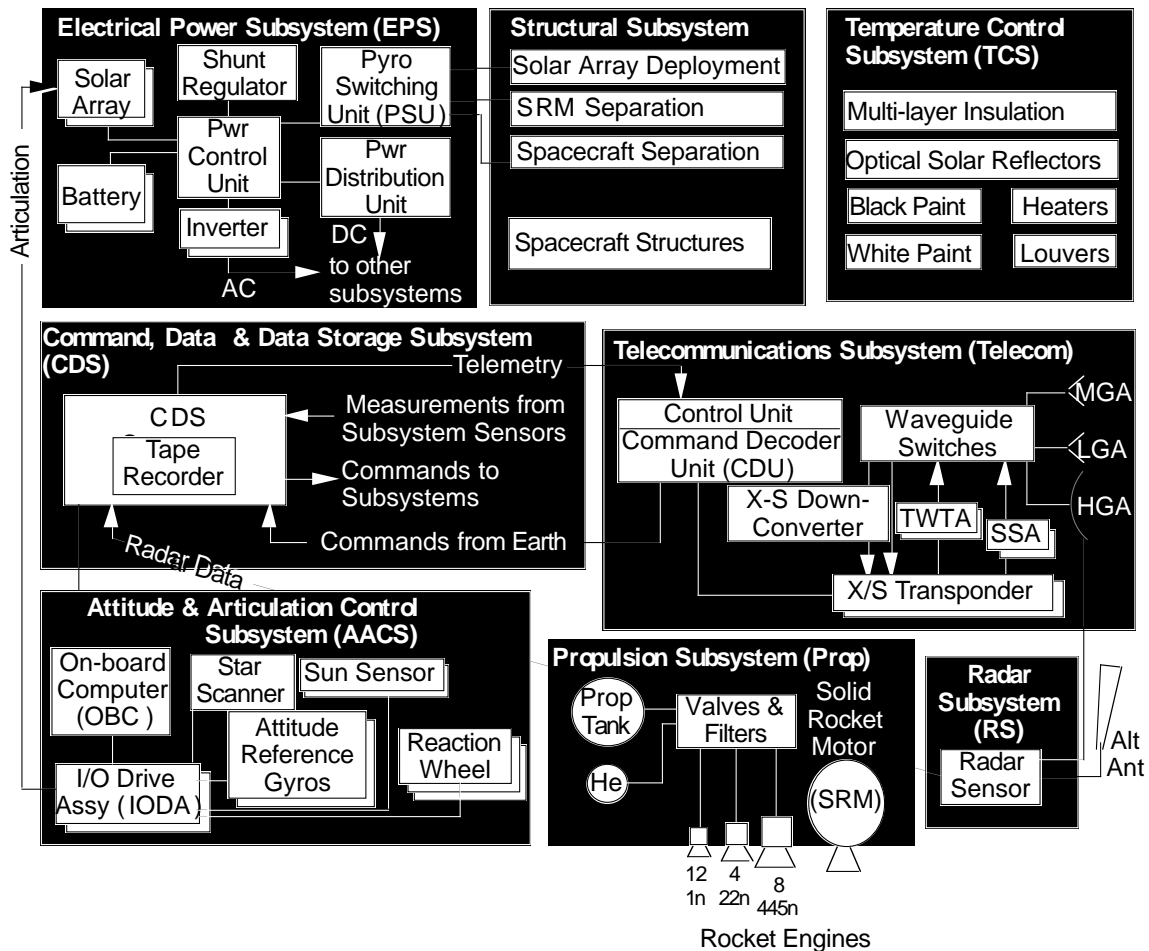 Electrical Power Subsystem (EPS)
Solar
Array
Shunt
Regulator
Pyro
Switching
Unit (PSU)
Pwr
Control
Unit
Battery
Pwr
Distribution
Unit
Inverter
DC
AC
to other
subsystems
Articulation
Structural Subsystem
Solar Array Deployment
SRM Separation
Spacecraft Separation
Spacecraft Structures
Temperature Control
Subsystem (TCS)
Multi-layer Insulation
Optical Solar Reflectors
Black Paint
Heaters
White Paint
Louvers
Command, Data & Data Storage Subsystem
(CDS)
Telemetry
CDS
Tape
Recorder
Measurements from
Subsystem Sensors
Commands to
Subsystems
Commands from Earth
Radar Data
Telecommunications Subsystem (Telecom)
Control Unit
Command Decoder
Unit (CDU)
Waveguide
Switches
MGA
LGA
HGA
X-S Down-
Converter
TWTA
SSA
X/S Transponder
Attitude & Articulation Control
Subsystem (AACS)
On-board
Computer
(OBC )
Star
Scanner
Sun Sensor
Attitude
Reference
Gyros
Reaction
Wheel
I/O Drive
Assy ( IODA)
Propulsion Subsystem (Prop)
Prop
Tank
He
Valves &
Filters
Solid
Rocket
Motor
(SRM)
12
1n
4
22n
8
445n
Rocket Engines
Radar
Subsystem
(RS)
Radar
Sensor
Alt
Ant